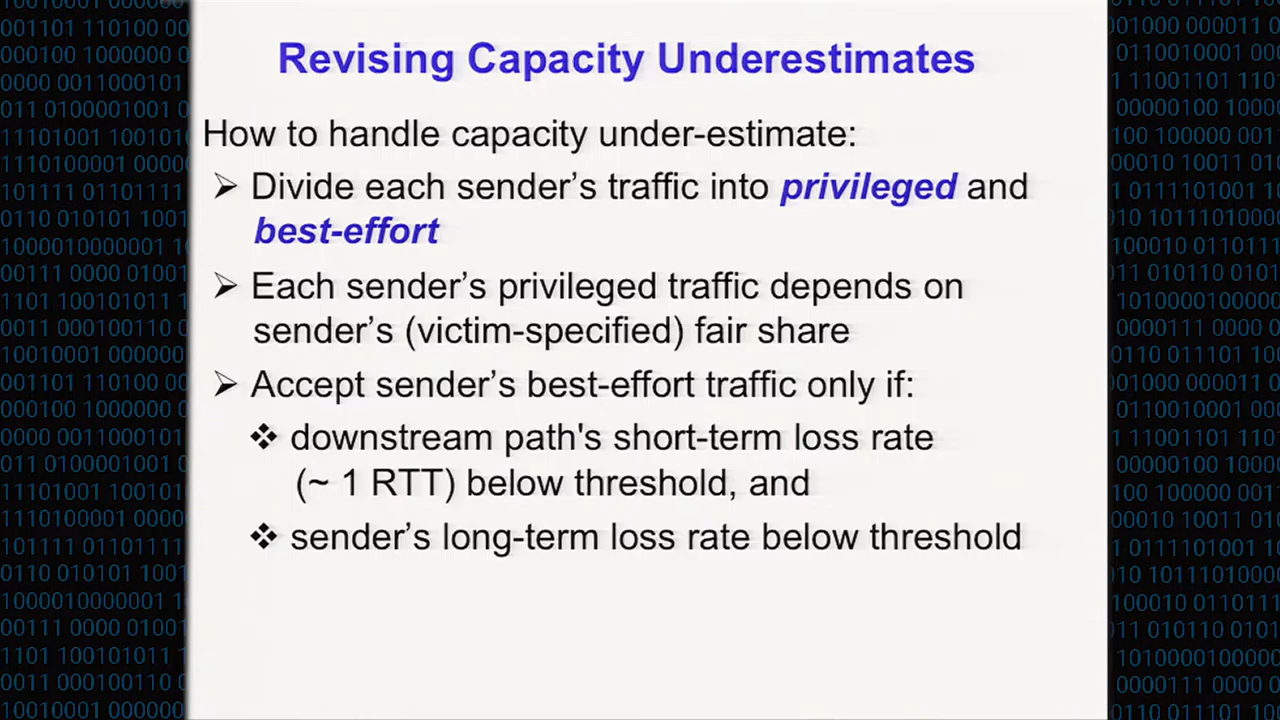 Revising Capacity Underestimates
How to handle capacity under-estimate:
➢ Divide each sender’s traffic into privileged and
best-effort
➢ Each sender’s privileged traffic depends on
sender’s (victim-specified) fair share
➢ Accept sender’s best-effort traffic only if:
❖ downstream path's short-term loss rate
(~ 1 RTT) below threshold, and
❖ sender’s long-term loss rate below threshold